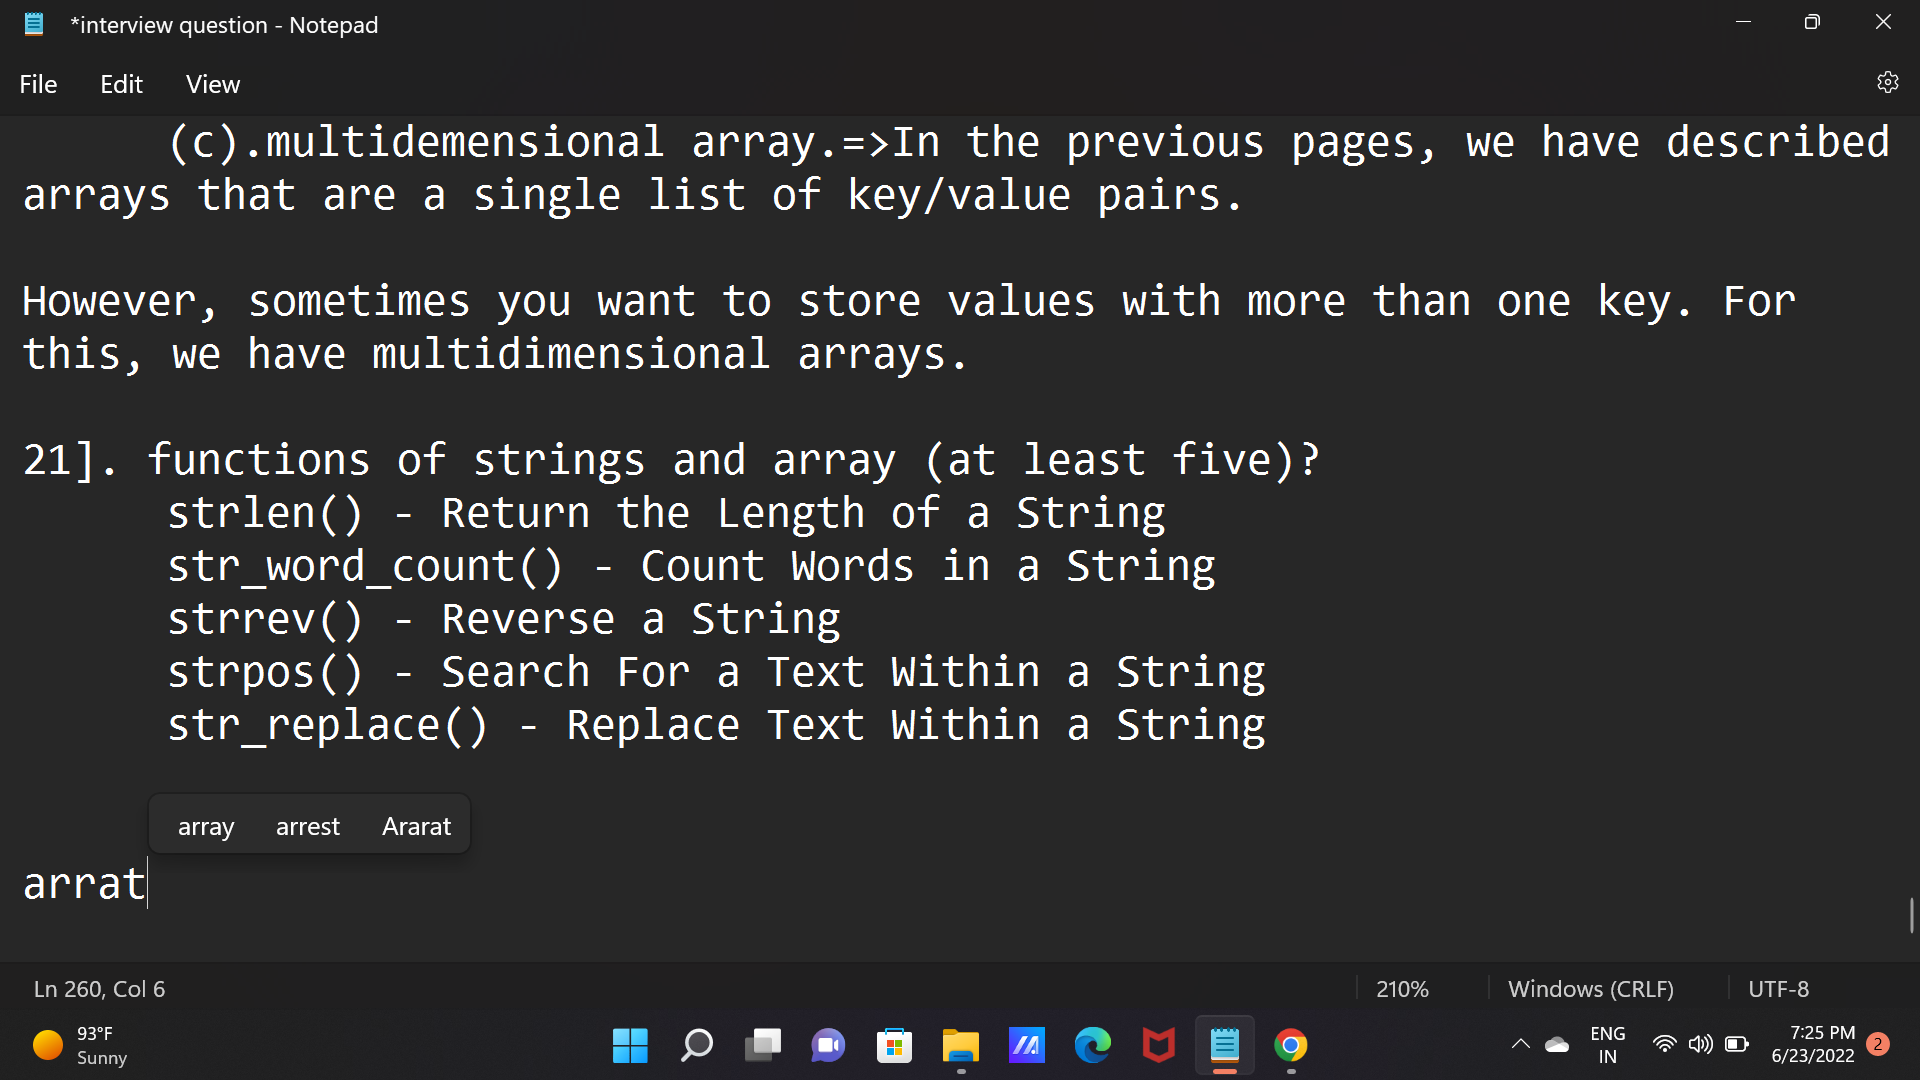 *interview question - Notepad
File Edit View
(c).multidemensional array.=>In the previous pages, we have described
arrays that are a single list of key/value pairs.
However, sometimes you want to store values with more than one key. For
this, we have multidimensional arrays.
21]. functions of strings and array (at least five)?
strlen() - Return the Length of a String
str_word_count() - Count Words in a String
strrev() - Reverse a String
strpos() - Search For a Text Within a String
str_replace() - Replace Text Within a String
array arrest Ararat
arrat
Ln 260, Col 6 210% Windows (CRLF) UTF-8
93°F
Sunny
ENG
IN
7:25 PM
6/23/2022
2